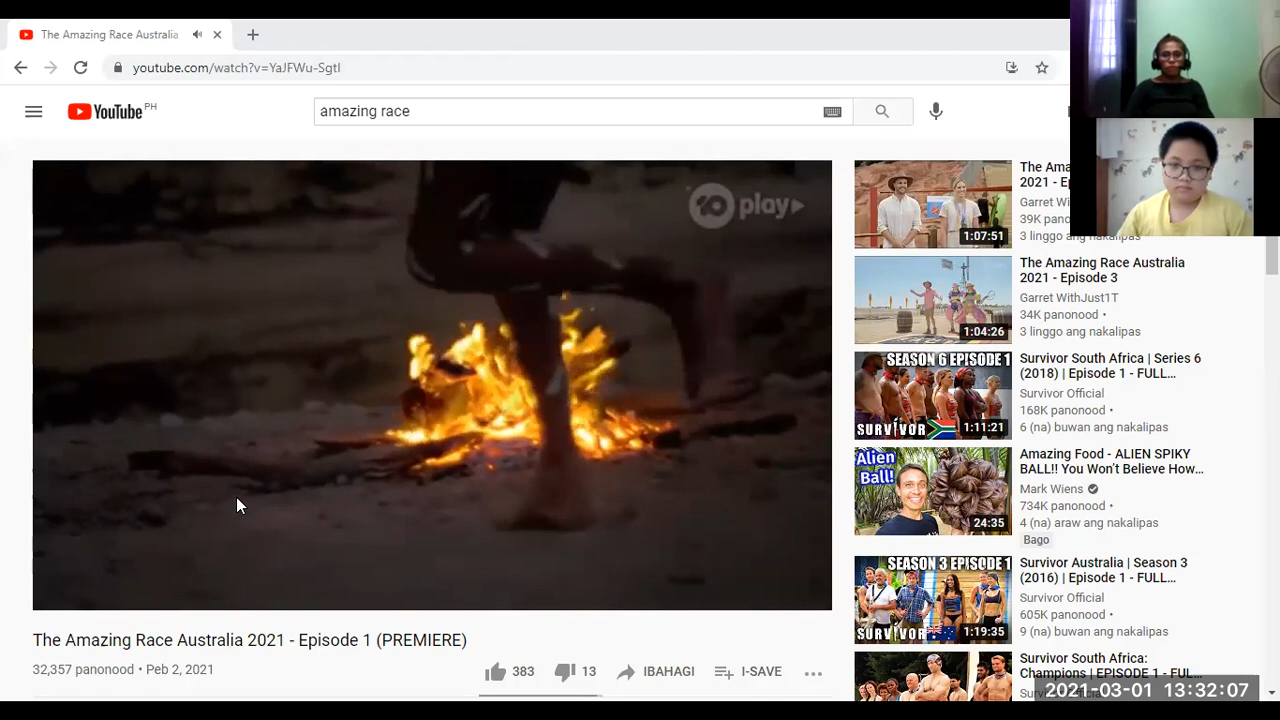 The Amazing Race Australia
youtube.com/watch?v=YaJFWu-SgtI
YouTube PH
amazing race
10 play
The Ama
2021 - Ep
Garret Wi
39K pano
3 linggo ang nakalipas
1:07:51
The Amazing Race Australia
2021 - Episode 3
Garret WithJust1T
34K panonood •
3 linggo ang nakalipas
1:04:26
SEASON 6 EPISODE 1
SURVIVOR
1:11:21
Survivor South Africa | Series 6
(2018) | Episode 1 - FULL...
Survivor Official
168K panonood •
6 (na) buwan ang nakalipas
Alien
Ball!
24:35
Amazing Food - ALIEN SPIKY
BALL!! You Won't Believe How...
Mark Wiens
734K panonood •
4 (na) araw ang nakalipas
Bago
SEASON 3 EPISODE 1
SURVIVOR
1:19:35
Survivor Australia | Season 3
(2016) | Episode 1 - FULL...
Survivor Official
605K panonood •
9 (na) buwan ang nakalipas
Survivor South Africa:
Champions | EPISODE 1 - FUL...
The Amazing Race Australia 2021 - Episode 1 (PREMIERE)
32,357 panonood • Peb 2, 2021
383
13
IBAHAGI
I-SAVE
2021-03-01 13:32:07